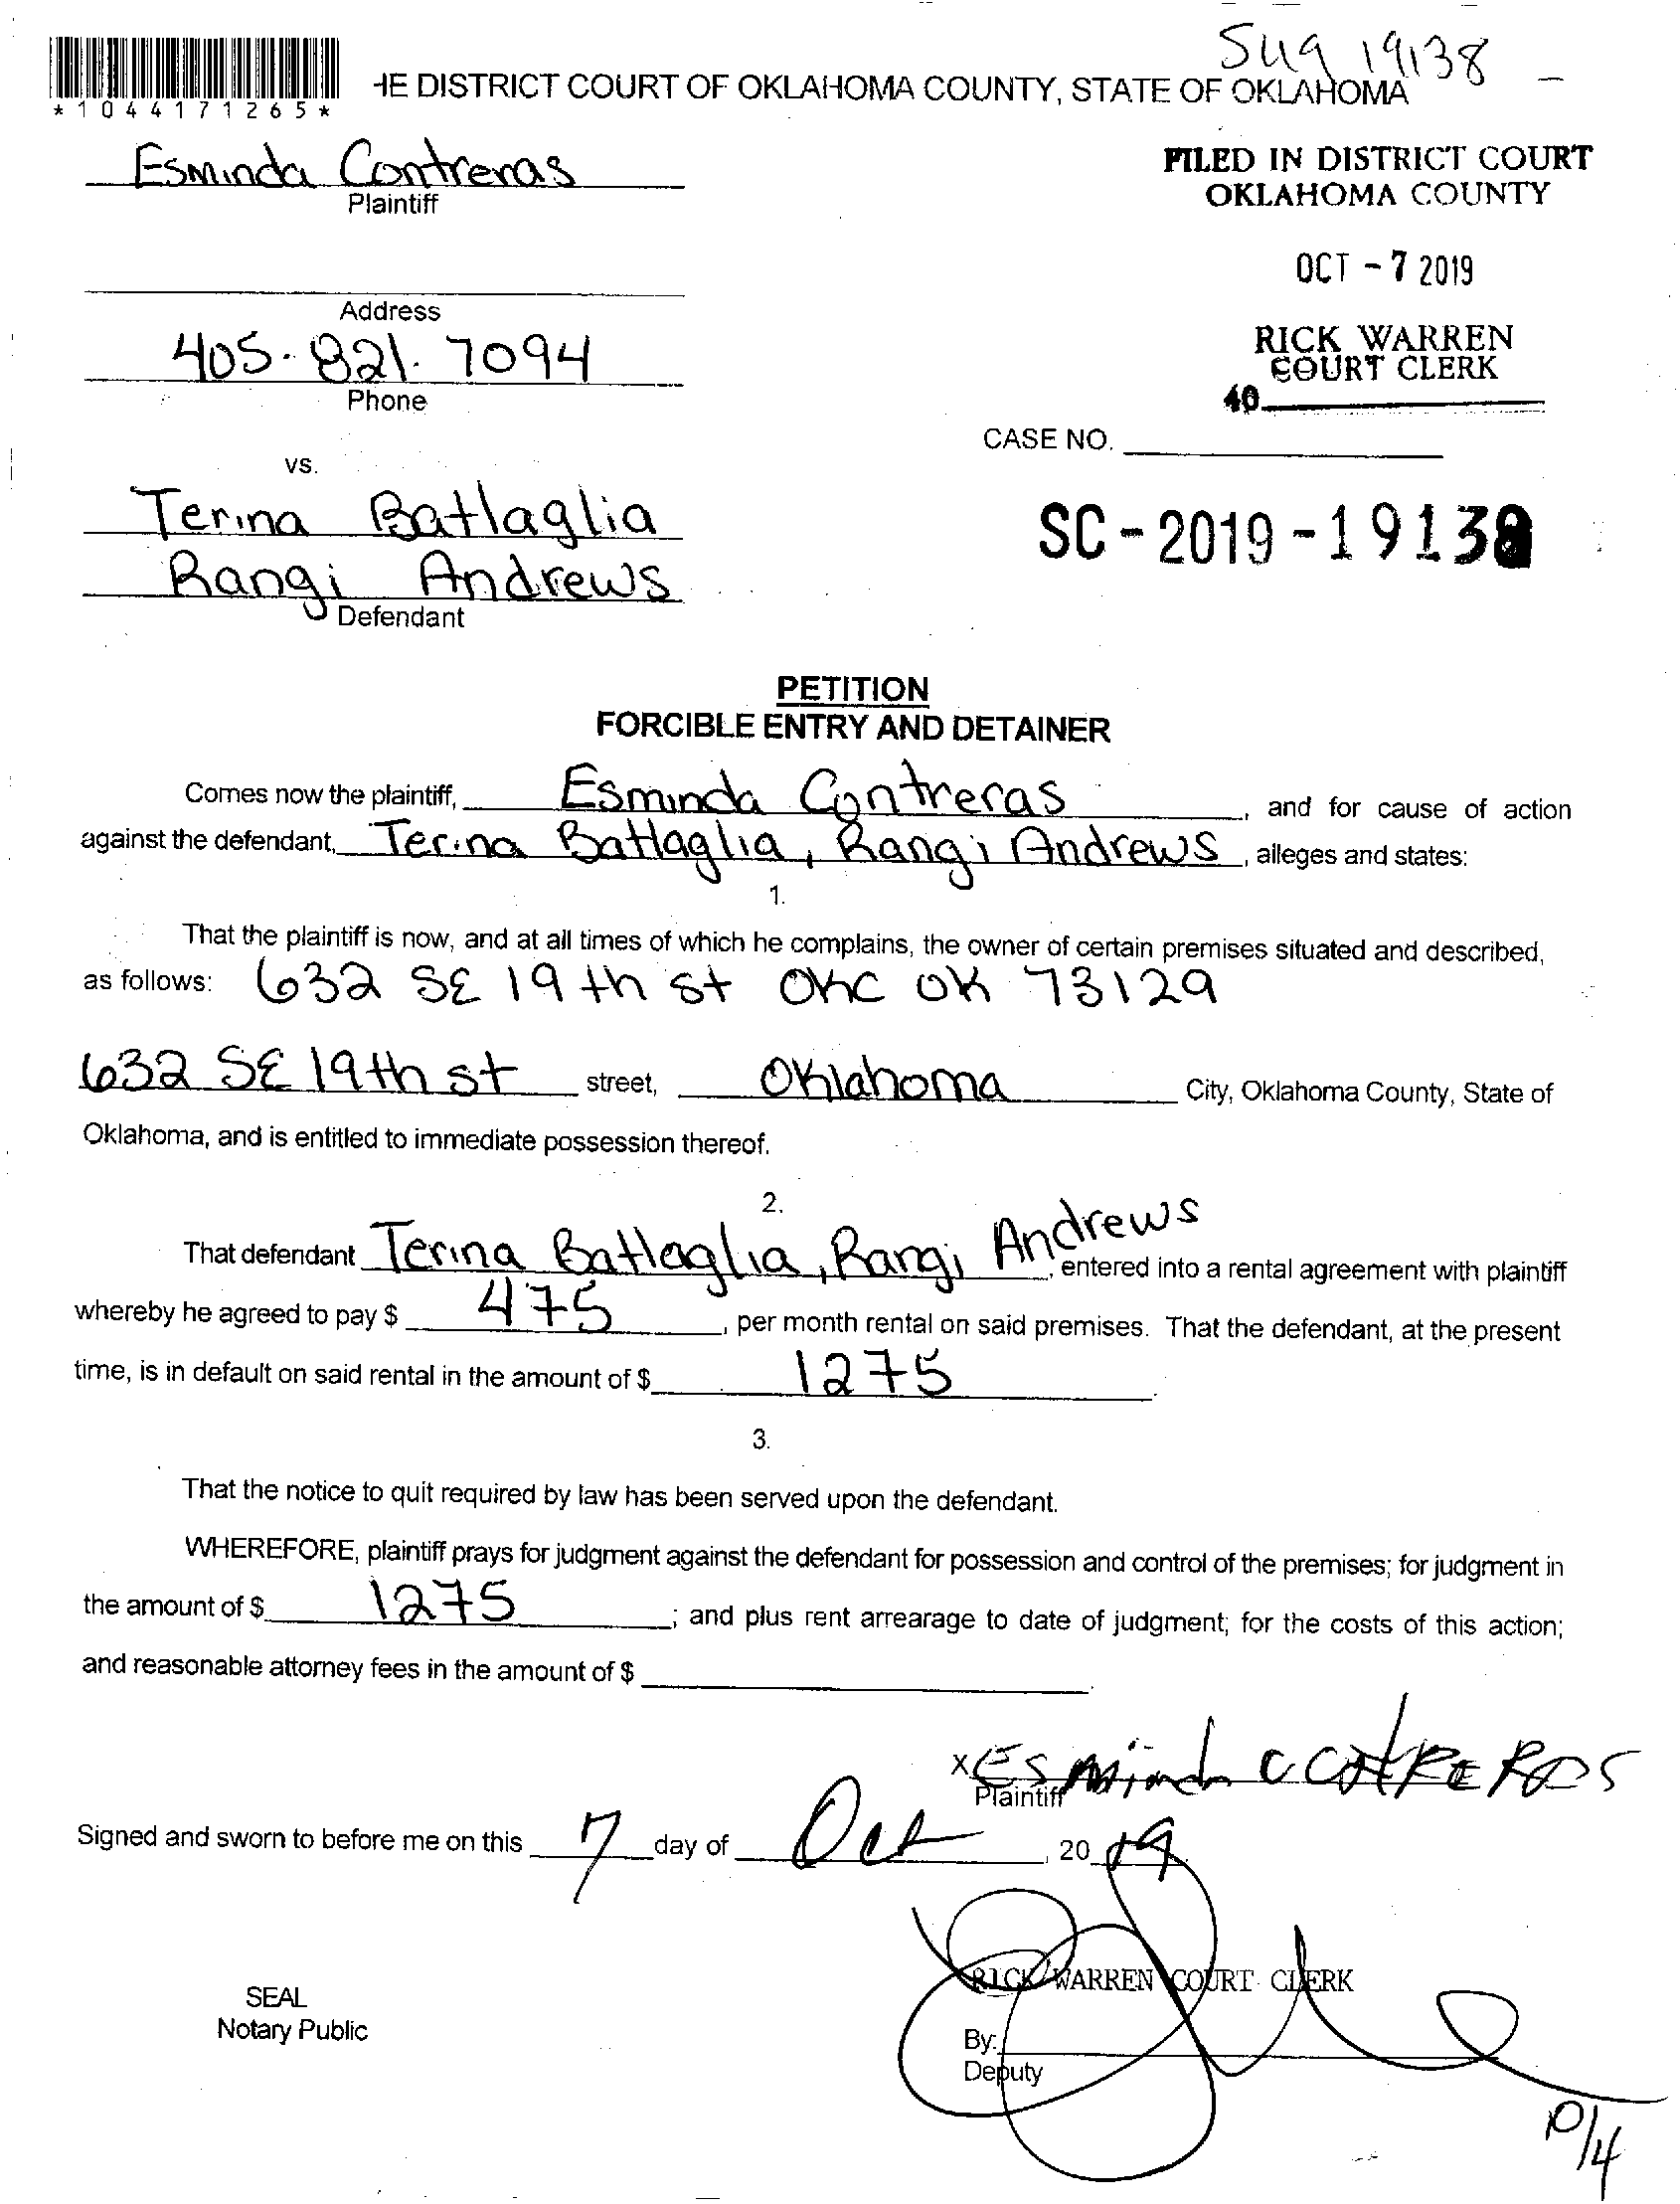 Sug 19138
*1044171265*
HE DISTRICT COURT OF OKLAHOMA COUNTY, STATE OF OKLAHOMA
Esminda Contreras
Plaintiff
FILED IN DISTRICT COURT
OKLAHOMA COUNTY
OCT - 7 2019
RICK WARREN
COURT CLERK
40
Address
405-821-7094
Phone
CASE NO.
vs.
Terina Battaglia
Rangi Andrews
Defendant
SC-2019-19138
PETITION
FORCIBLE ENTRY AND DETAINER
Comes now the plaintiff, Esminda Contreras, and for cause of action
against the defendant, Terina Battaglia, Rangi Andrews, alleges and states:
1.
That the plaintiff is now, and at all times of which he complains, the owner of certain premises situated and described,
as follows: 632 SE 19th st OKC OK 73129
632 SE 19th st street, Oklahoma City, Oklahoma County, State of
Oklahoma, and is entitled to immediate possession thereof.
2.
That defendant Terina Battaglia, Rangi Andrews, entered into a rental agreement with plaintiff
whereby he agreed to pay $ 475, per month rental on said premises. That the defendant, at the present
time, is in default on said rental in the amount of $ 1275.
3.
That the notice to quit required by law has been served upon the defendant.
WHEREFORE, plaintiff prays for judgment against the defendant for possession and control of the premises; for judgment in
the amount of $ 1275; and plus rent arrearage to date of judgment; for the costs of this action;
and reasonable attorney fees in the amount of $ .
x Esminda CONTRERAS
Plaintiff
Signed and sworn to before me on this 7 day of Oct, 2019
RICK WARREN COURT CLERK
SEAL
Notary Public
By:
Deputy